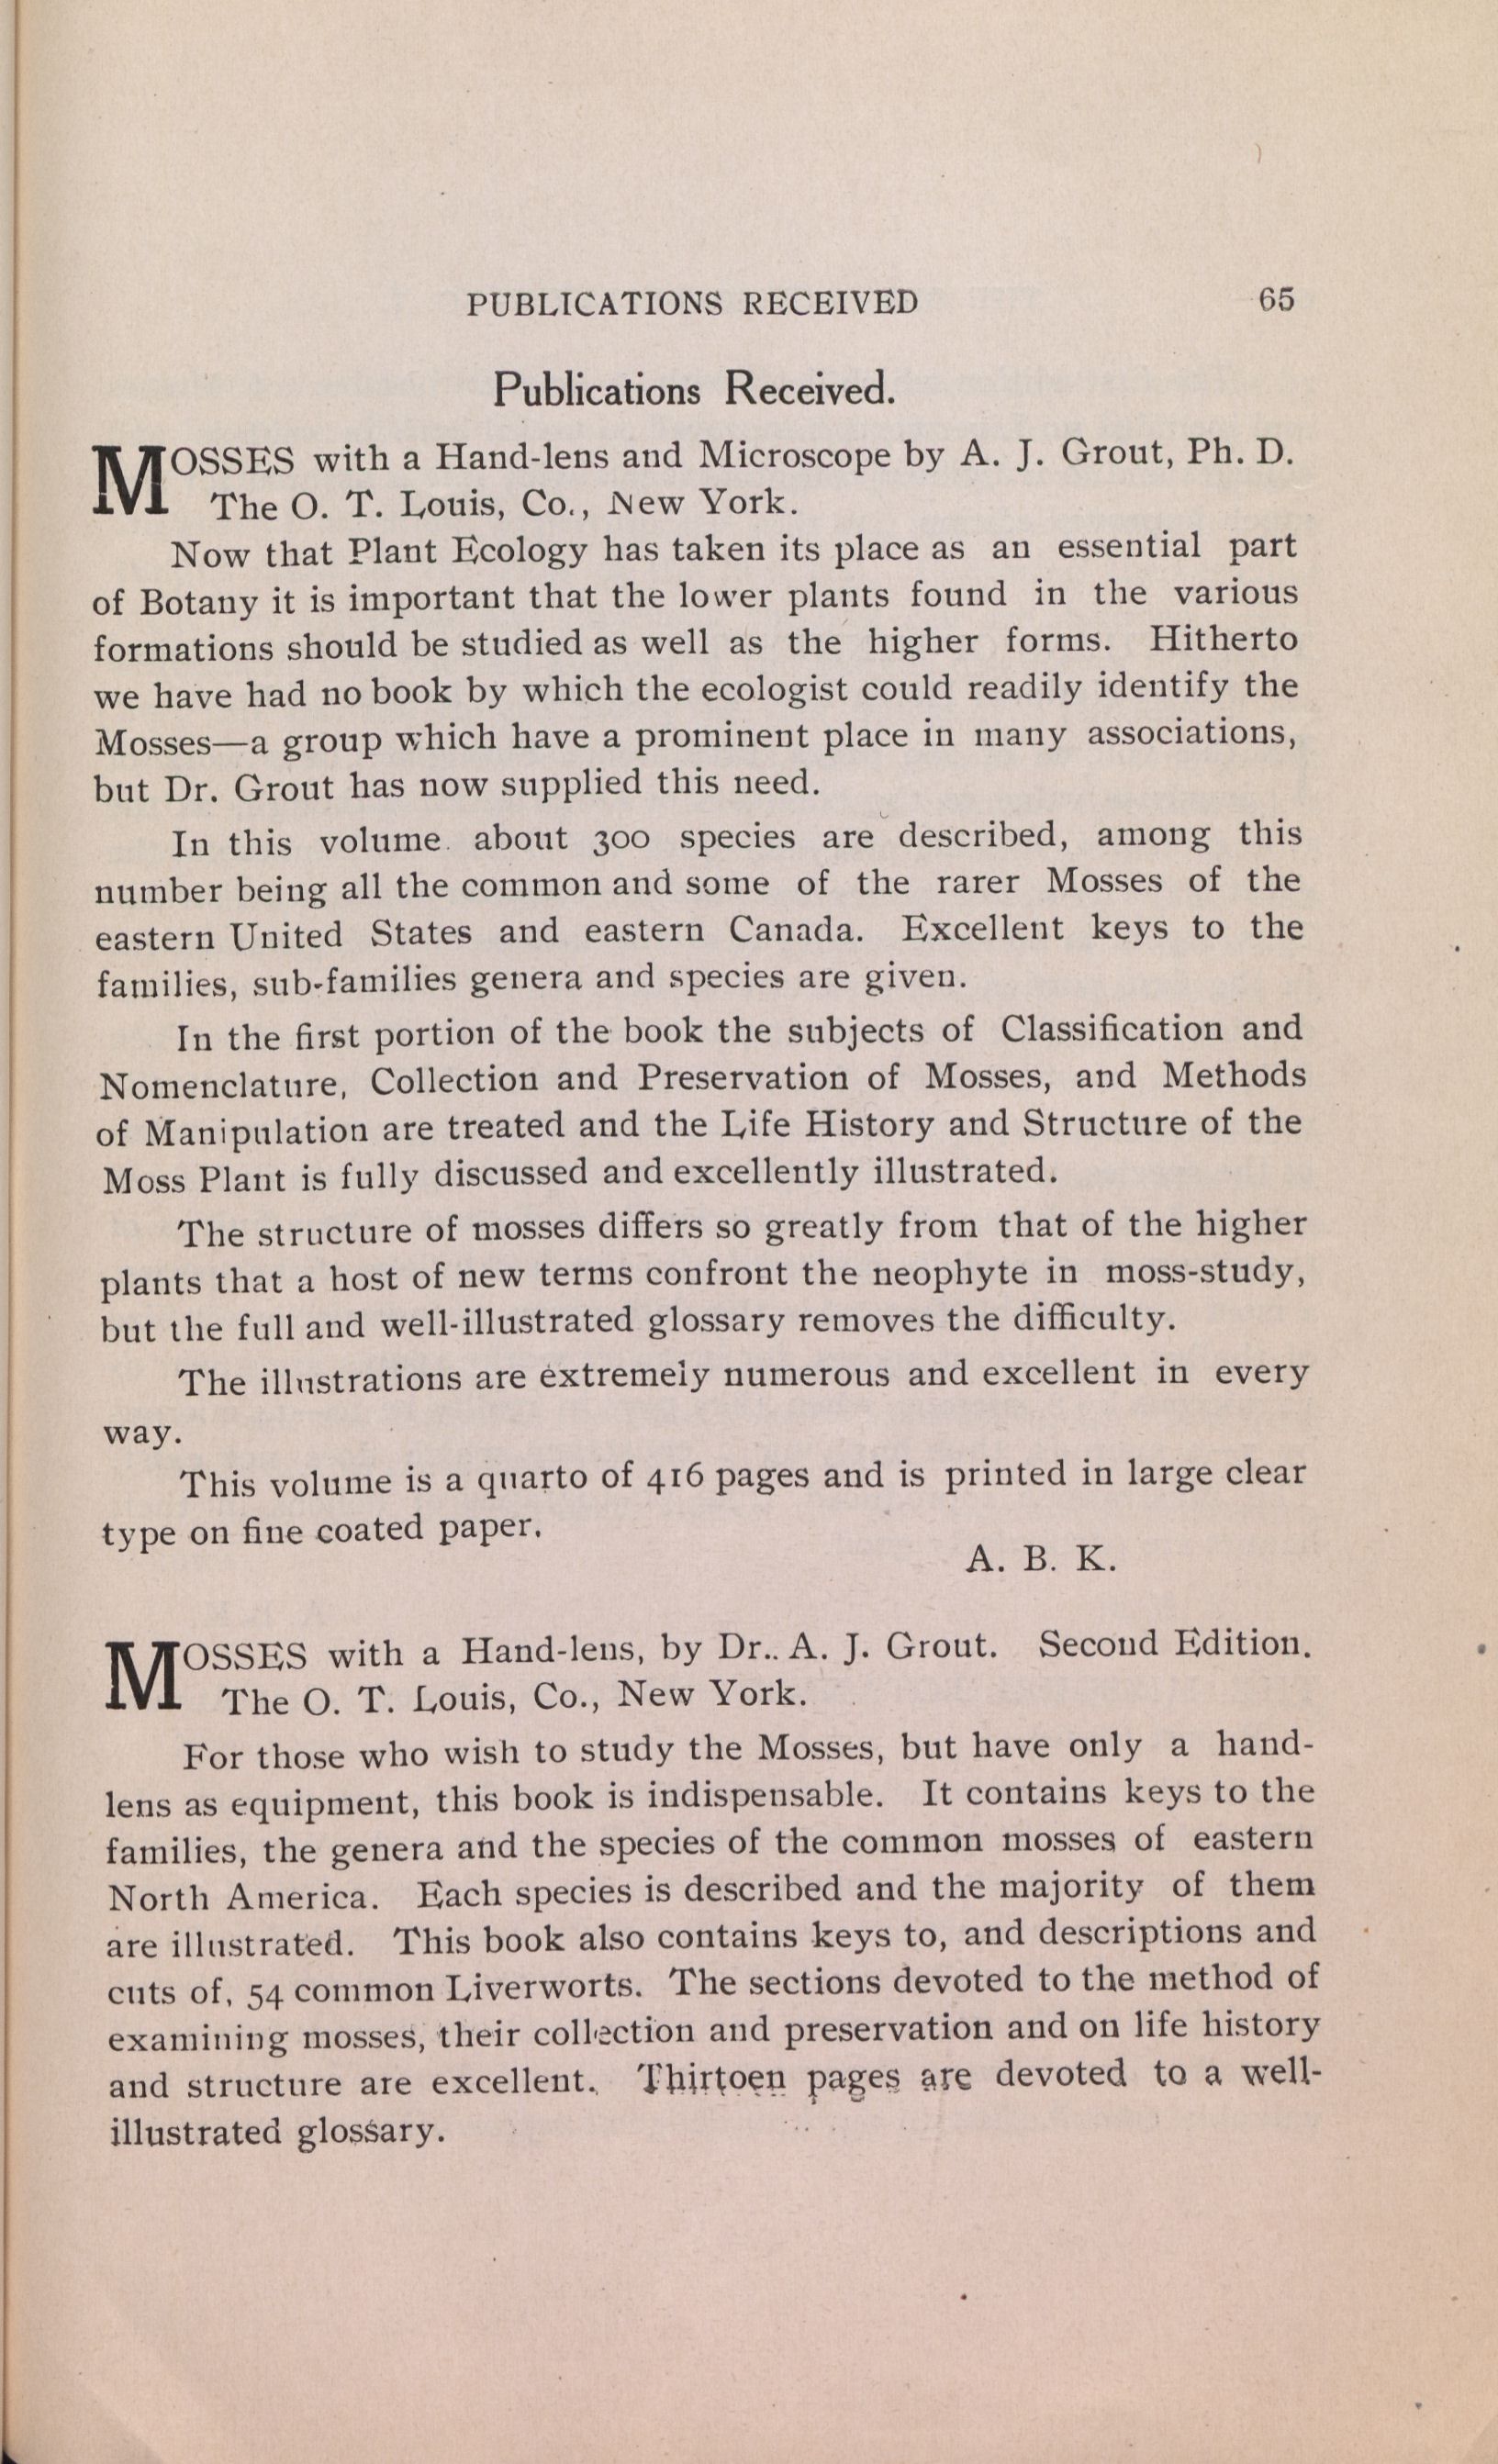 PUBLICATIONS RECEIVED 65
Publications Received.
MOSSES with a Hand-lens and Microscope by A. J. Grout, Ph. D.
The O. T. Louis, Co., New York.
Now that Plant Ecology has taken its place as an essential part
of Botany it is important that the lower plants found in the various
formations should be studied as well as the higher forms. Hitherto
we have had no book by which the ecologist could readily identify the
Mosses—a group which have a prominent place in many associations,
but Dr. Grout has now supplied this need.
In this volume about 300 species are described, among this
number being all the common and some of the rarer Mosses of the
eastern United States and eastern Canada. Excellent keys to the
families, sub-families genera and species are given.
In the first portion of the book the subjects of Classification and
Nomenclature, Collection and Preservation of Mosses, and Methods
of Manipulation are treated and the Life History and Structure of the
Moss Plant is fully discussed and excellently illustrated.
The structure of mosses differs so greatly from that of the higher
plants that a host of new terms confront the neophyte in moss-study,
but the full and well-illustrated glossary removes the difficulty.
The illustrations are extremely numerous and excellent in every
way.
This volume is a quarto of 416 pages and is printed in large clear
type on fine coated paper.
A. B. K.
MOSSES with a Hand-lens, by Dr.. A. J. Grout. Second Edition.
The O. T. Louis, Co., New York.
For those who wish to study the Mosses, but have only a hand-
lens as equipment, this book is indispensable. It contains keys to the
families, the genera and the species of the common mosses of eastern
North America. Each species is described and the majority of them
are illustrated. This book also contains keys to, and descriptions and
cuts of, 54 common Liverworts. The sections devoted to the method of
examining mosses, their collection and preservation and on life history
and structure are excellent. Thirtoen pages are devoted to a well-
illustrated glossary.